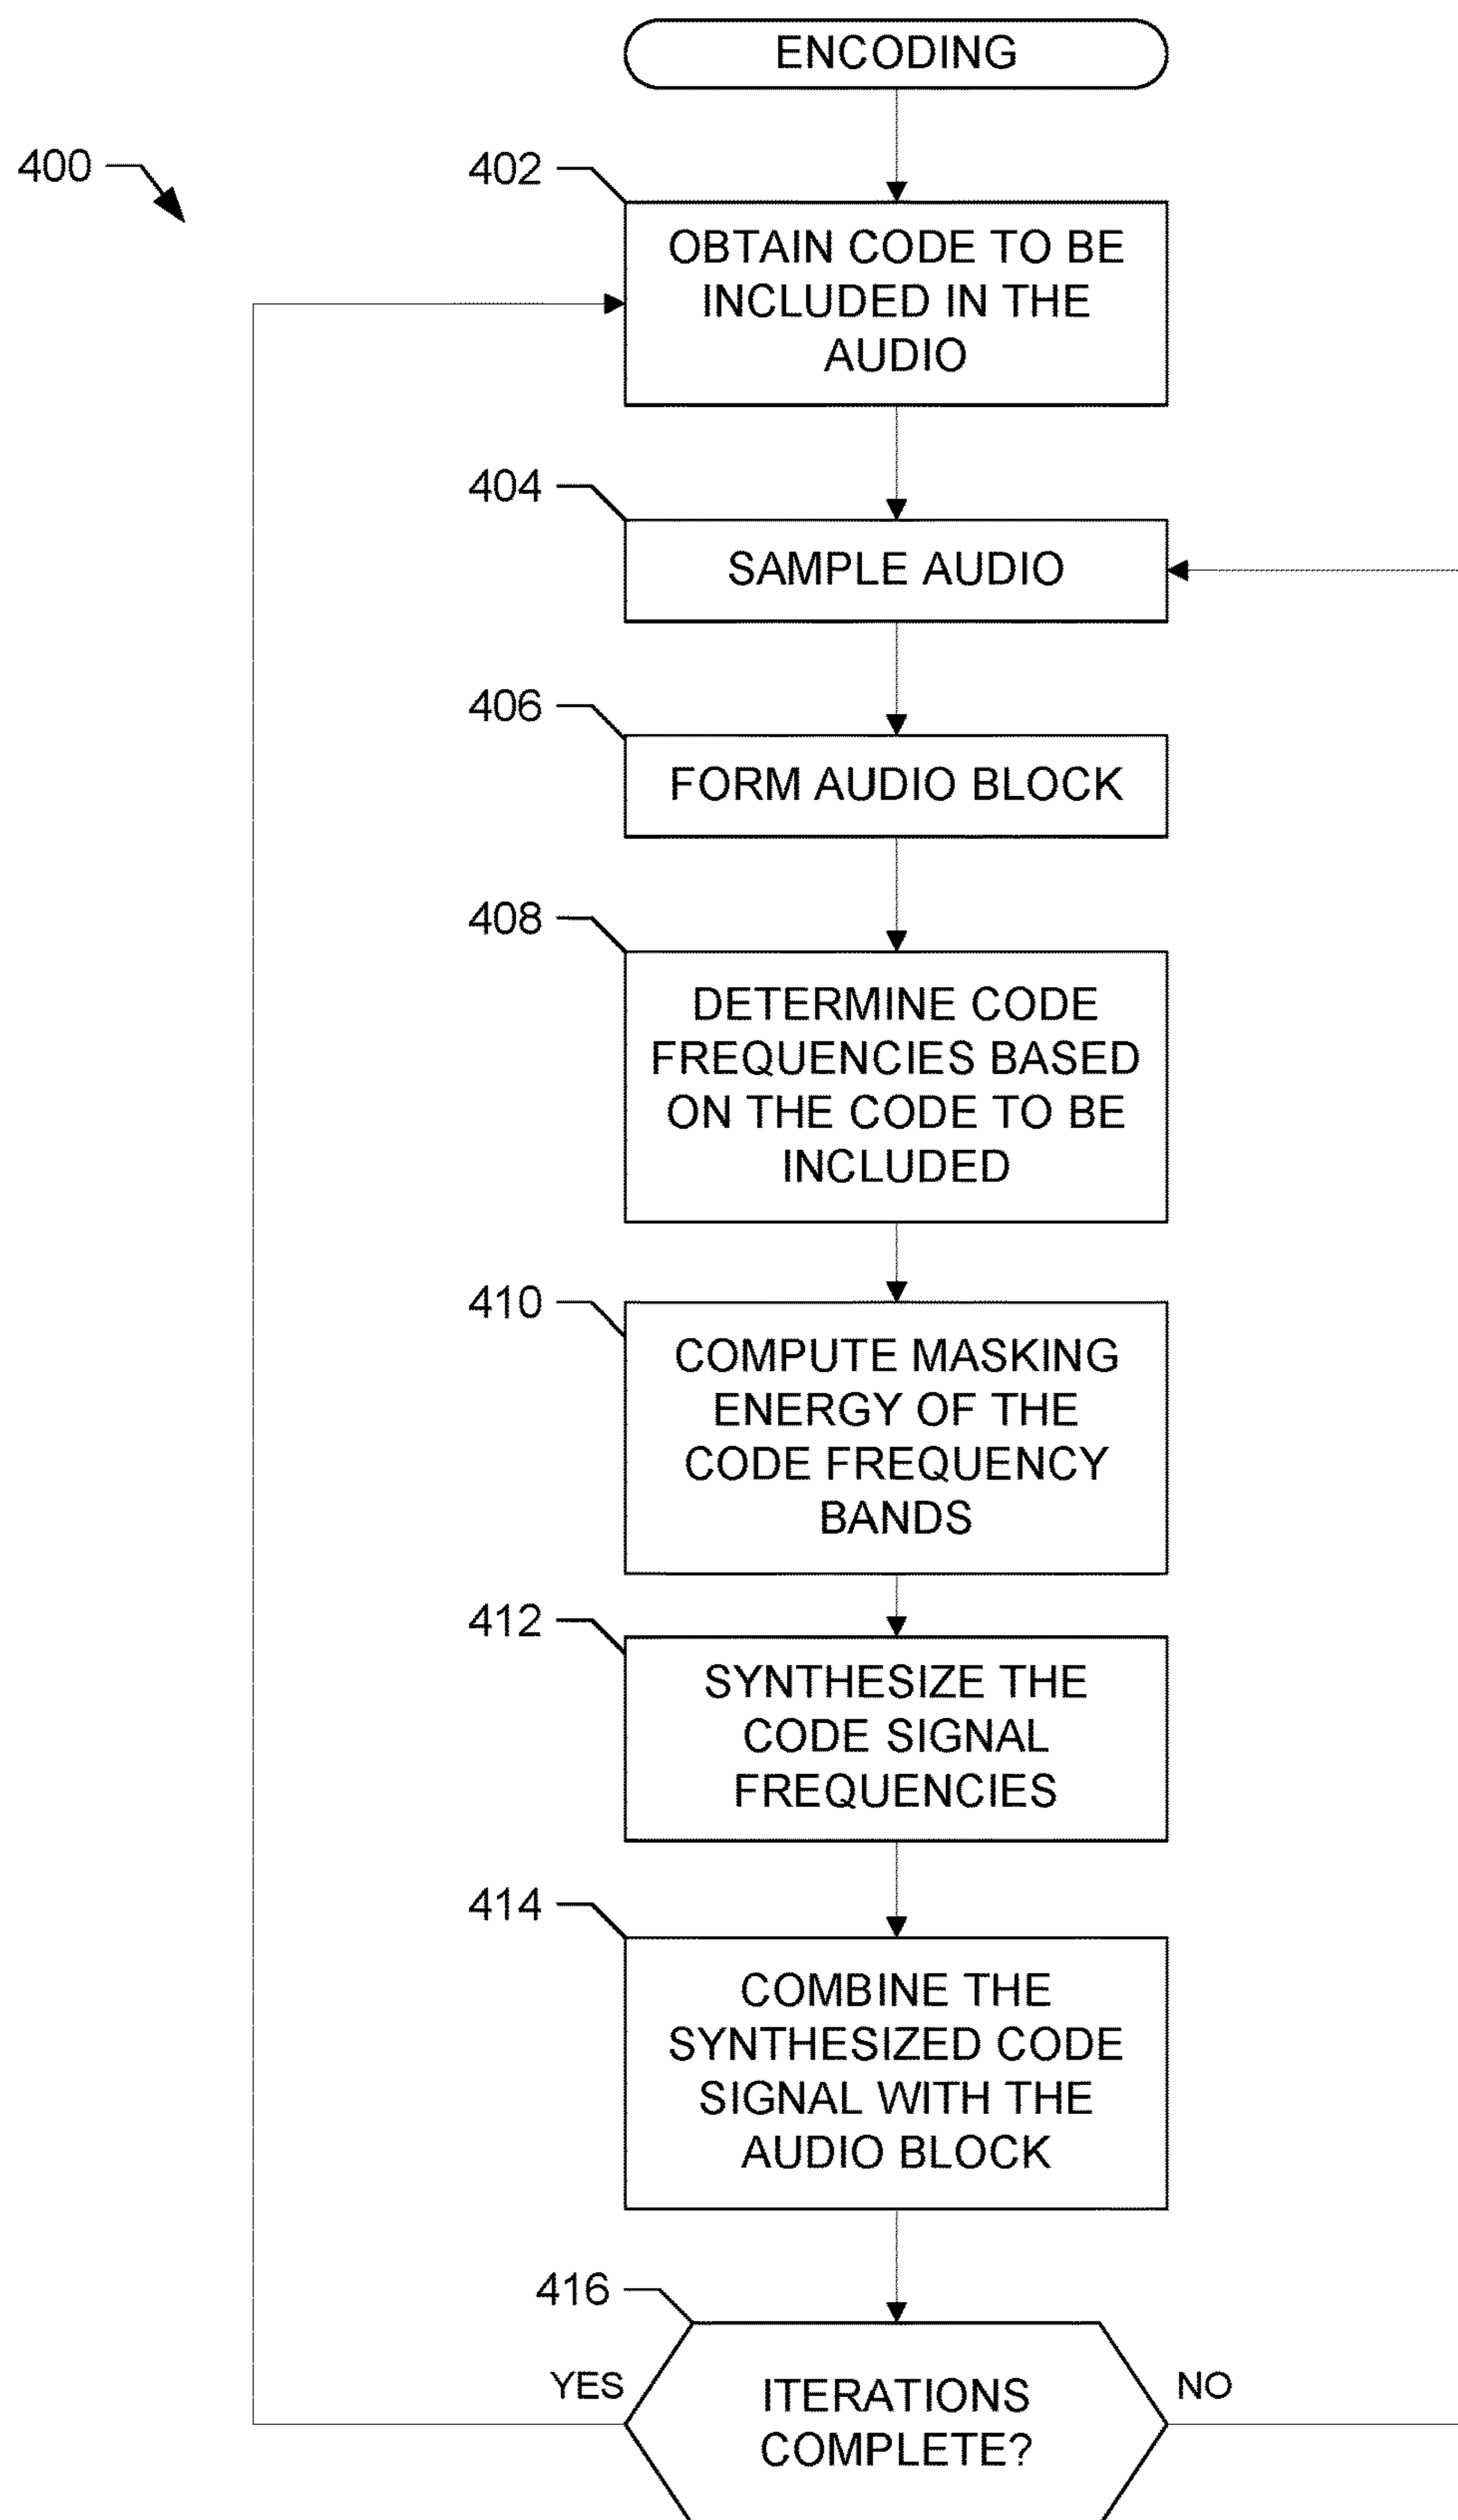 ENCODING
400
402
OBTAIN CODE TO BE
INCLUDED IN THE
AUDIO
404
SAMPLE AUDIO
406
FORM AUDIO BLOCK
408
DETERMINE CODE
FREQUENCIES BASED
ON THE CODE TO BE
INCLUDED
410
COMPUTE MASKING
ENERGY OF THE
CODE FREQUENCY
BANDS
412
SYNTHESIZE THE
CODE SIGNAL
FREQUENCIES
414
COMBINE THE
SYNTHESIZED CODE
SIGNAL WITH THE
AUDIO BLOCK
416
YES
ITERATIONS
COMPLETE?
NO